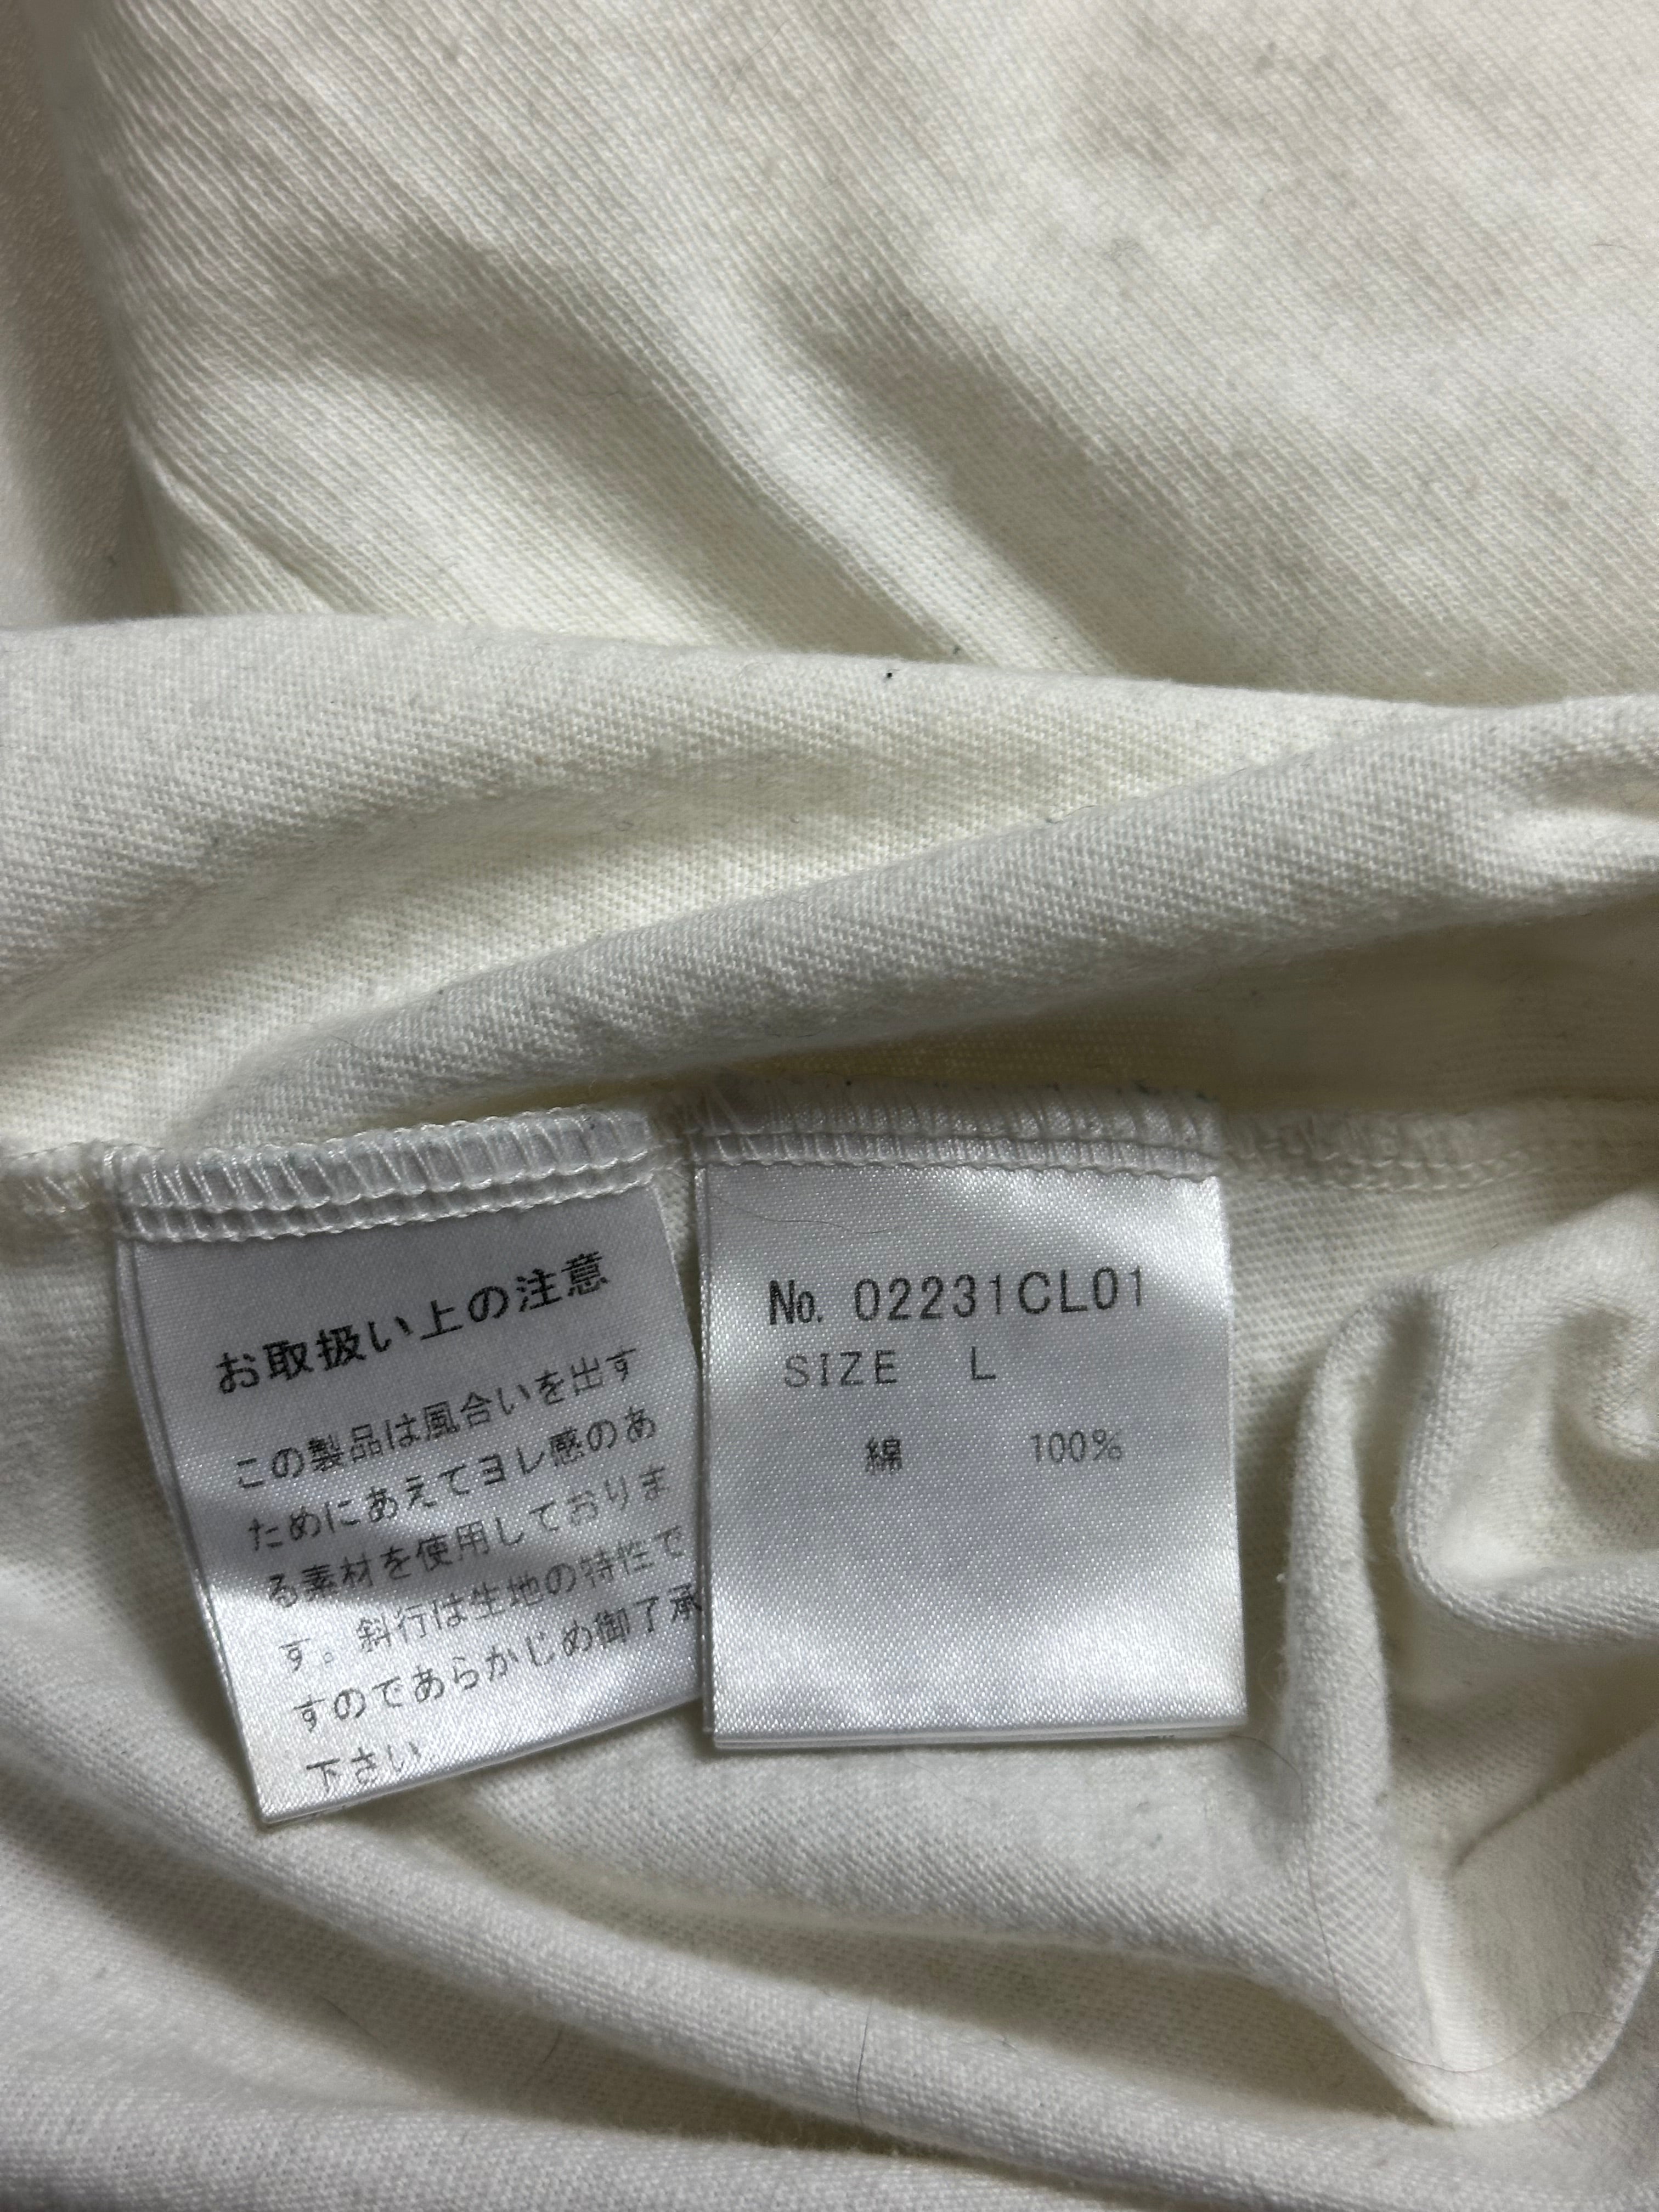 お取扱い上の注意
この製品は風合いを出す
ためにあえてヨレ感のあ
る素材を使用しておりま
す。斜行は生地の特性で
すのであらかじめ御了承
下さい
No. 02231CL01
SIZE L
綿 100%